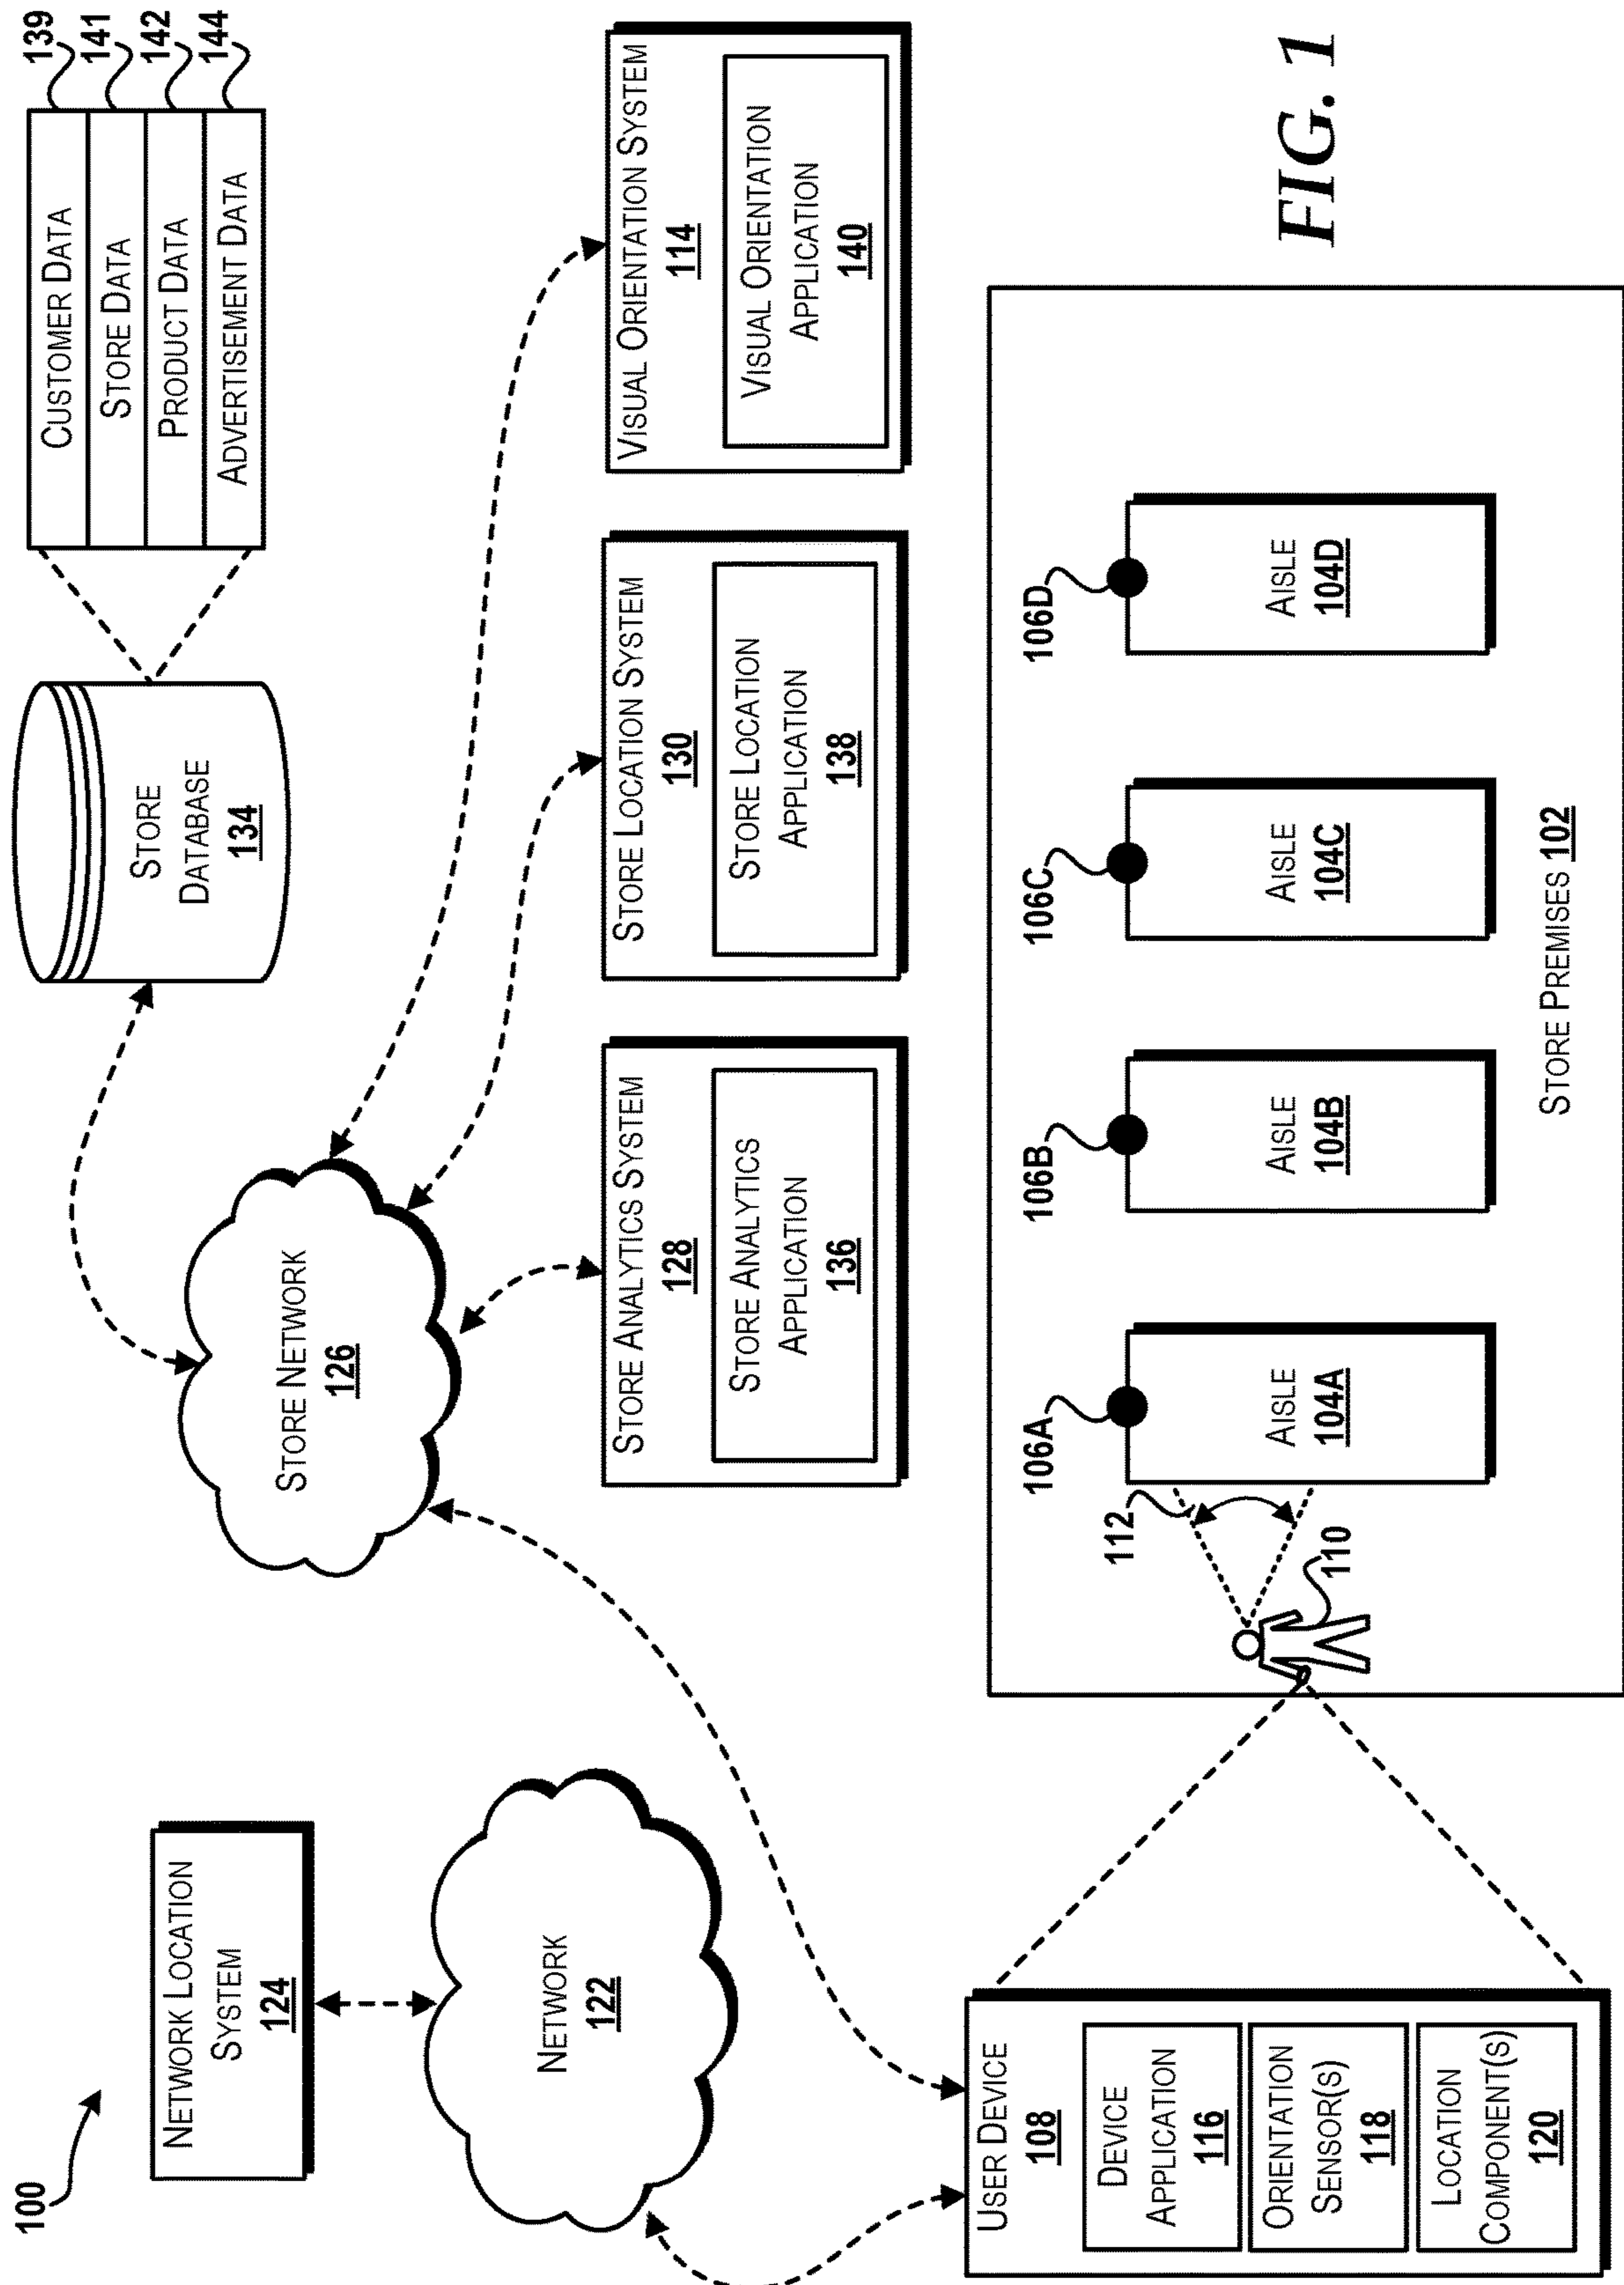 100
NETWORK LOCATION
SYSTEM
124
NETWORK
122
STORE NETWORK
126
STORE
DATABASE
134
CUSTOMER DATA
STORE DATA
PRODUCT DATA
ADVERTISEMENT DATA
139
141
142
144
STORE ANALYTICS SYSTEM
128
STORE ANALYTICS
APPLICATION
136
STORE LOCATION SYSTEM
130
STORE LOCATION
APPLICATION
138
VISUAL ORIENTATION SYSTEM
114
VISUAL ORIENTATION
APPLICATION
140
USER DEVICE
108
DEVICE
APPLICATION
116
ORIENTATION
SENSOR(S)
118
LOCATION
COMPONENT(S)
120
112
110
106A
AISLE
104A
106B
AISLE
104B
106C
AISLE
104C
106D
AISLE
104D
STORE PREMISES 102
FIG. 1